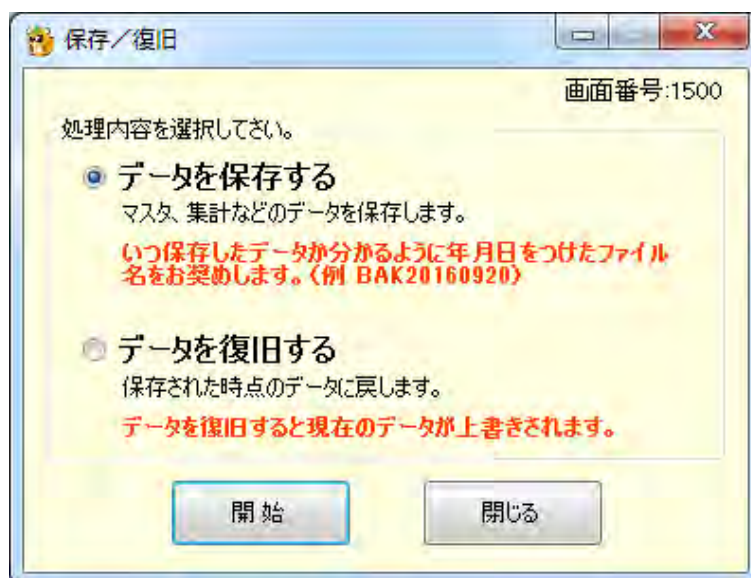 保存／復旧
画面番号:1500
処理内容を選択してさい。
データを保存する
マスタ、集計などのデータを保存します。
いつ保存したデータか分かるように年月日をつけたファイル
名をお奨めします。(例 BAK20160920)
データを復旧する
保存された時点のデータに戻します。
データを復旧すると現在のデータが上書きされます。
開始
閉じる